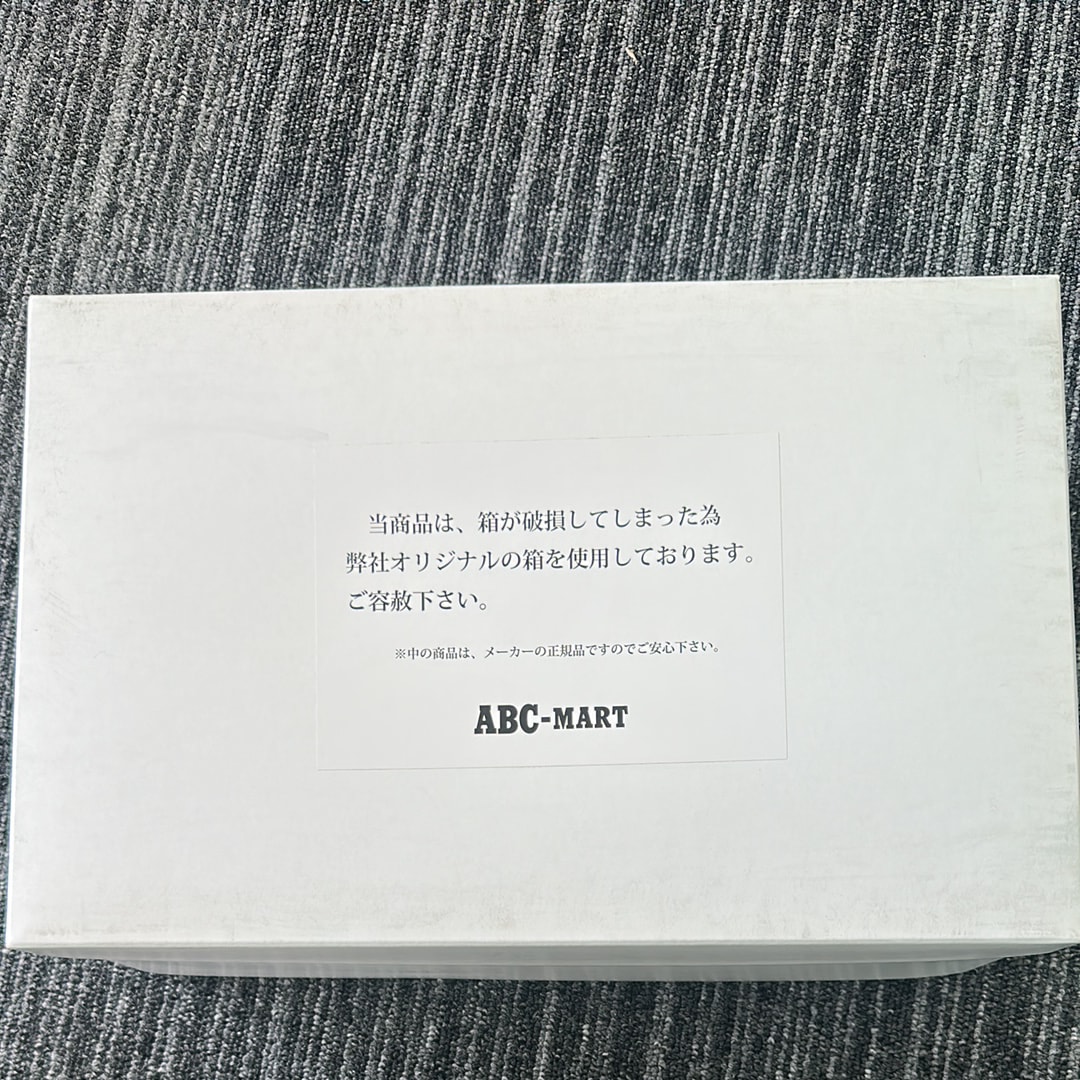 当商品は、箱が破損してしまった為
弊社オリジナルの箱を使用しております。
ご容赦下さい。
※中の商品は、メーカーの正規品ですのでご安心下さい。
ABC-MART